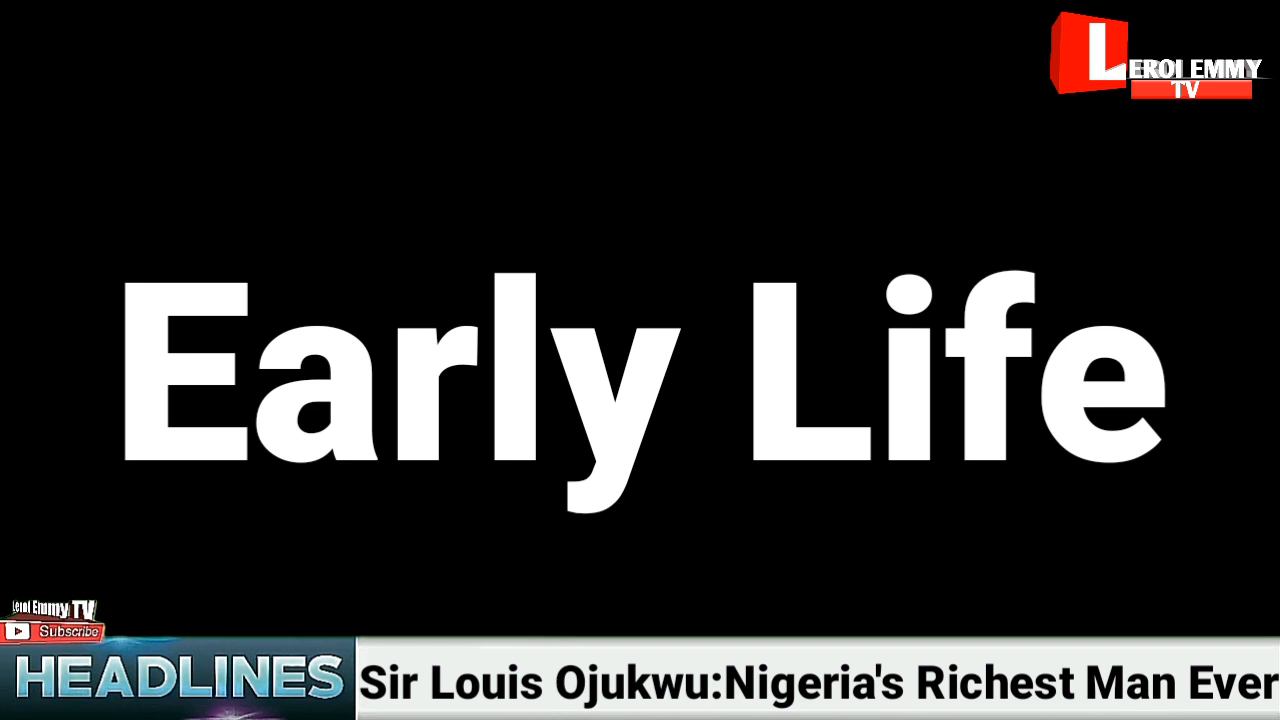 LEROI EMMY
TV
Early Life
Leroi Emmy TV
Subscribe
HEADLINES
Sir Louis Ojukwu:Nigeria's Richest Man Ever